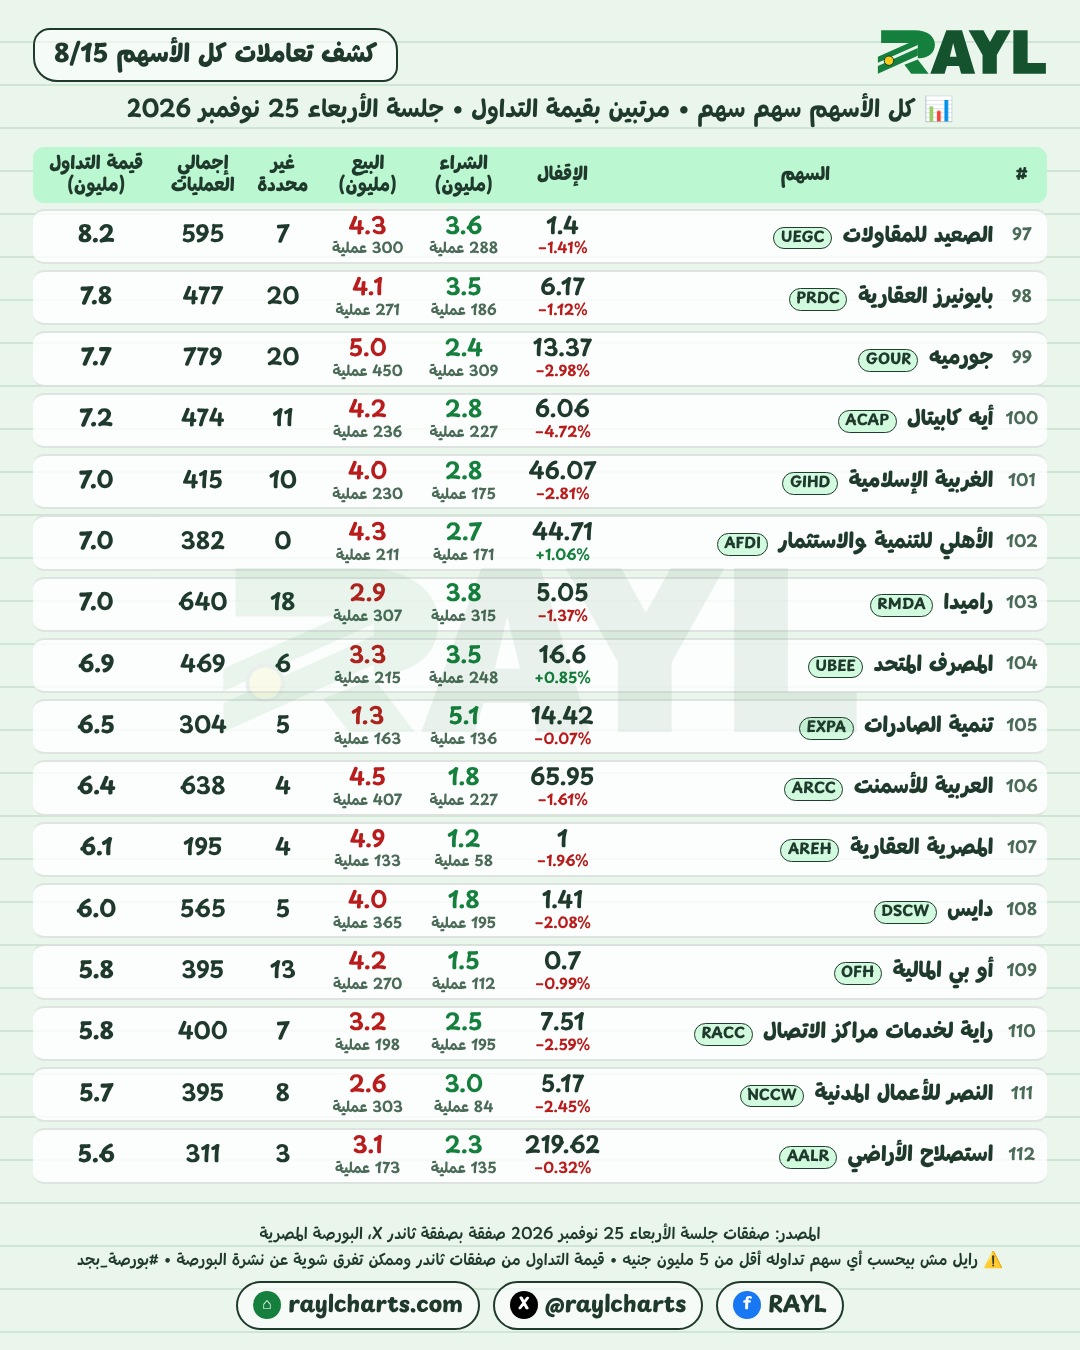 RAYL
كشف تعاملات كل الأسهم 8/15
📊 كل الأسهم سهم سهم • مرتبين بقيمة التداول • جلسة الأربعاء 25 نوفمبر 2026
# السهم الإقفال الشراء (مليون) البيع (مليون) غير محددة إجمالي العمليات قيمة التداول (مليون)
97 الصعيد للمقاولات UEGC 1.4 3.6 4.3 7 595 8.2
−1.41% 288 عملية 300 عملية
98 بايونيرز العقارية PRDC 6.17 3.5 4.1 20 477 7.8
−1.12% 186 عملية 271 عملية
99 جورميه GOUR 13.37 2.4 5.0 20 779 7.7
−2.98% 309 عملية 450 عملية
100 أيه كابيتال ACAP 6.06 2.8 4.2 11 474 7.2
−4.72% 227 عملية 236 عملية
101 الغربية الإسلامية GIHD 46.07 2.8 4.0 10 415 7.0
−2.81% 175 عملية 230 عملية
102 الأهلي للتنمية والاستثمار AFDI 44.71 2.7 4.3 0 382 7.0
+1.06% 171 عملية 211 عملية
103 راميدا RMDA 5.05 3.8 2.9 18 640 7.0
−1.37% 315 عملية 307 عملية
104 المصرف المتحد UBEE 16.6 3.5 3.3 6 469 6.9
+0.85% 248 عملية 215 عملية
105 تنمية الصادرات EXPA 14.42 5.1 1.3 5 304 6.5
−0.07% 136 عملية 163 عملية
106 العربية للأسمنت ARCC 65.95 1.8 4.5 4 638 6.4
−1.61% 227 عملية 407 عملية
107 المصرية العقارية AREH 1 1.2 4.9 4 195 6.1
−1.96% 58 عملية 133 عملية
108 دايس DSCW 1.41 1.8 4.0 5 565 6.0
−2.08% 195 عملية 365 عملية
109 أو بي المالية OFH 0.7 1.5 4.2 13 395 5.8
−0.99% 112 عملية 270 عملية
110 راية لخدمات مراكز الاتصال RACC 7.51 2.5 3.2 7 400 5.8
−2.59% 195 عملية 198 عملية
111 النصر للأعمال المدنية NCCW 5.17 3.0 2.6 8 395 5.7
−2.45% 84 عملية 303 عملية
112 استصلاح الأراضي AALR 219.62 2.3 3.1 3 311 5.6
−0.32% 135 عملية 173 عملية
المصدر: صفقات جلسة الأربعاء 25 نوفمبر 2026 صفقة بصفقة ثاندر X، البورصة المصرية
⚠️ رايل مش بيحسب أي سهم تداوله أقل من 5 مليون جنيه • قيمة التداول من صفقات ثاندر وممكن تفرق شوية عن نشرة البورصة • #بورصة_بجد
raylcharts.com
X @raylcharts
f RAYL